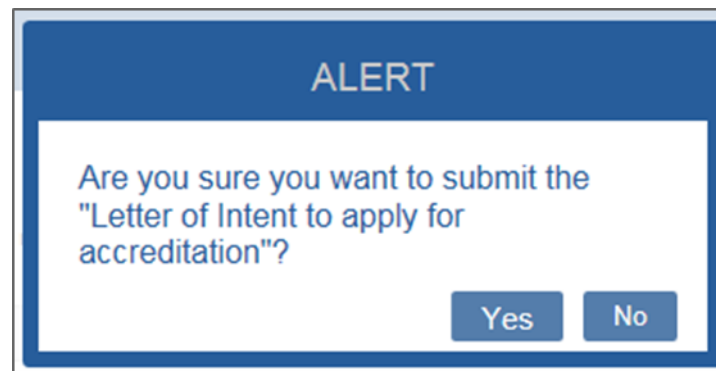 ALERT
Are you sure you want to submit the
"Letter of Intent to apply for
accreditation"?
Yes No